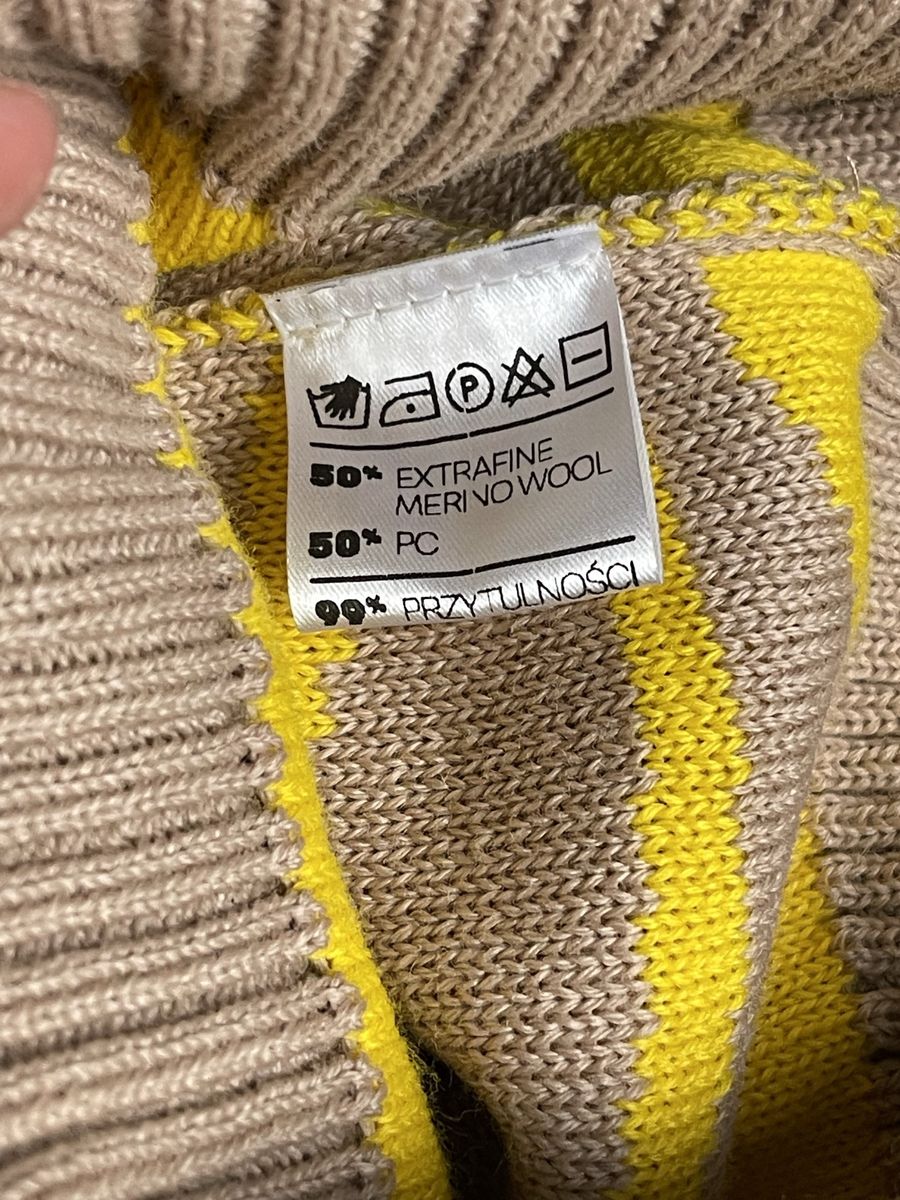 P
50% EXTRAFINE
MERINO WOOL
50% PC
99% PRZYTULNOŚCI